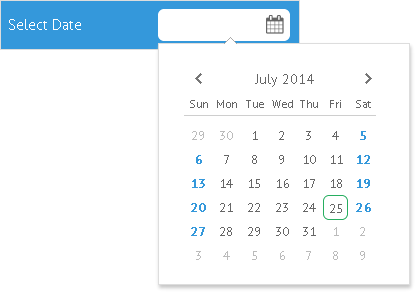 Select Date
July 2014
Sun Mon Tue Wed Thu Fri Sat
29 30 1 2 3 4 5
6 7 8 9 10 11 12
13 14 15 16 17 18 19
20 21 22 23 24 25 26
27 28 29 30 31 1 2
3 4 5 6 7 8 9